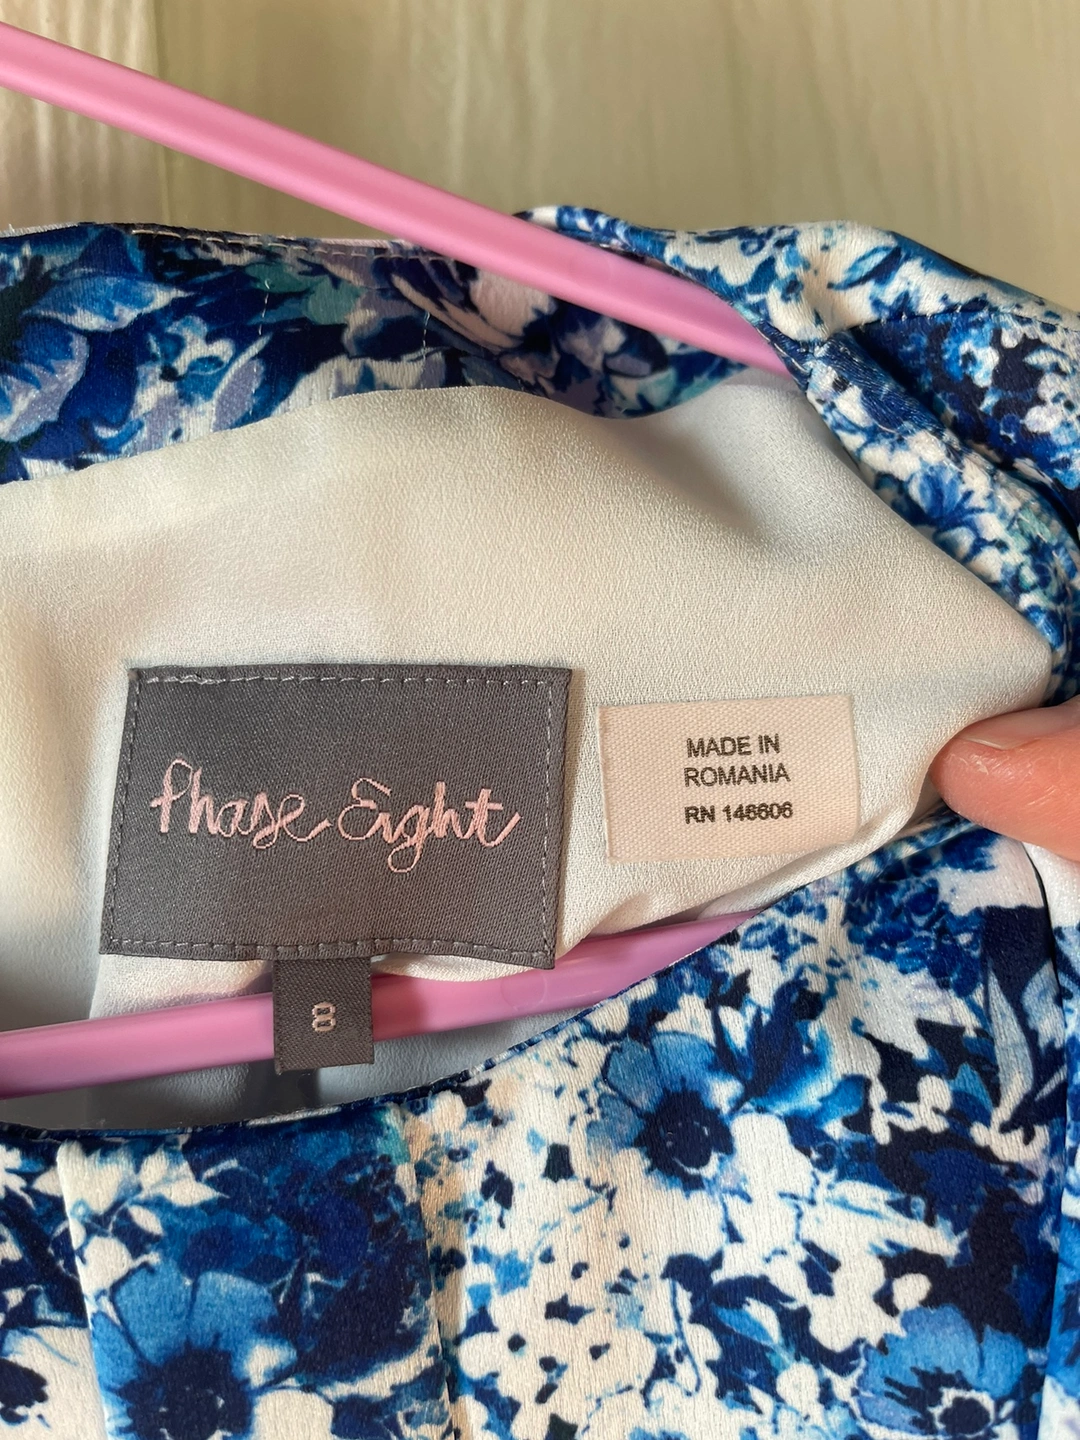 Phase Eight
8
MADE IN
ROMANIA
RN 146606